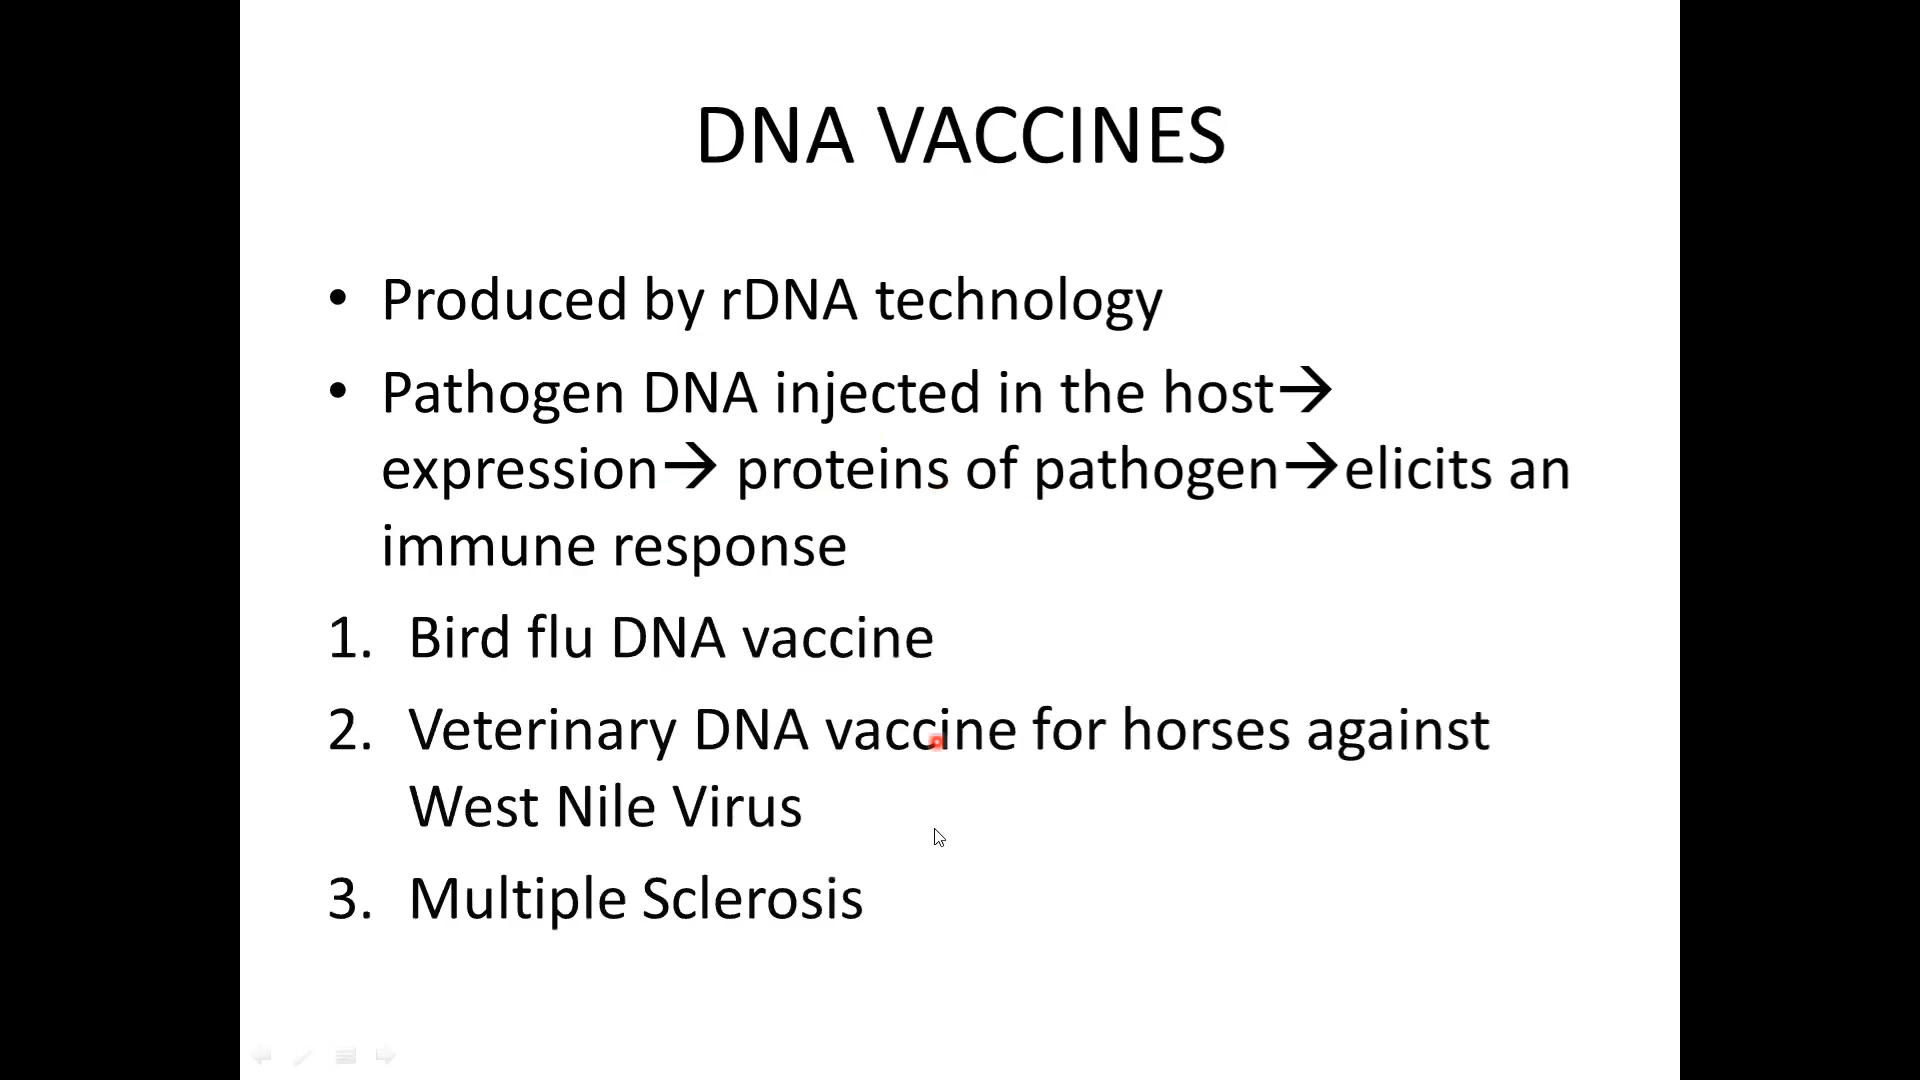 DNA VACCINES
• Produced by rDNA technology
• Pathogen DNA injected in the host→
expression→ proteins of pathogen→elicits an
immune response
1. Bird flu DNA vaccine
2. Veterinary DNA vaccine for horses against
West Nile Virus
3. Multiple Sclerosis